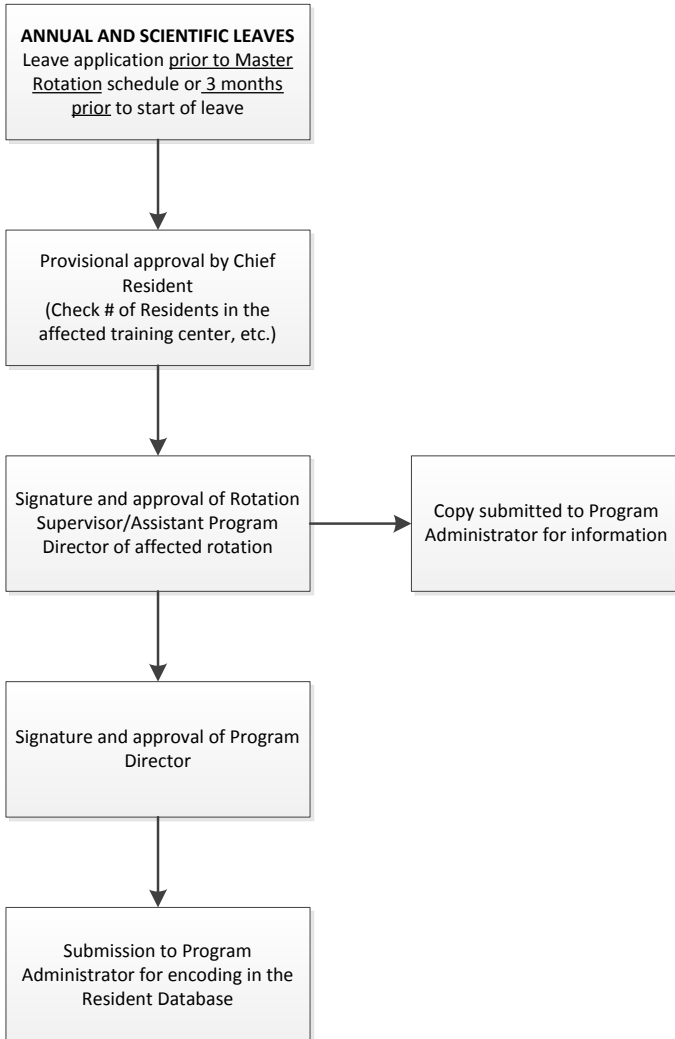 ANNUAL AND SCIENTIFIC LEAVES
Leave application prior to Master
Rotation schedule or 3 months
prior to start of leave
Provisional approval by Chief
Resident
(Check # of Residents in the
affected training center, etc.)
Signature and approval of Rotation
Supervisor/Assistant Program
Director of affected rotation
Copy submitted to Program
Administrator for information
Signature and approval of Program
Director
Submission to Program
Administrator for encoding in the
Resident Database